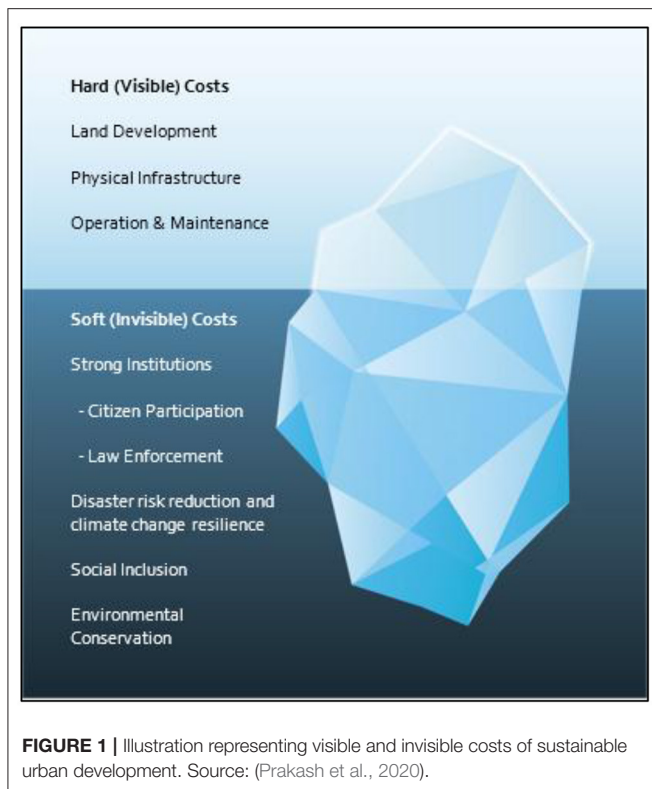 Hard (Visible) Costs
Land Development
Physical Infrastructure
Operation & Maintenance
Soft (Invisible) Costs
Strong Institutions
- Citizen Participation
- Law Enforcement
Disaster risk reduction and
climate change resilience
Social Inclusion
Environmental
Conservation
FIGURE 1 | Illustration representing visible and invisible costs of sustainable
urban development. Source: (Prakash et al., 2020).